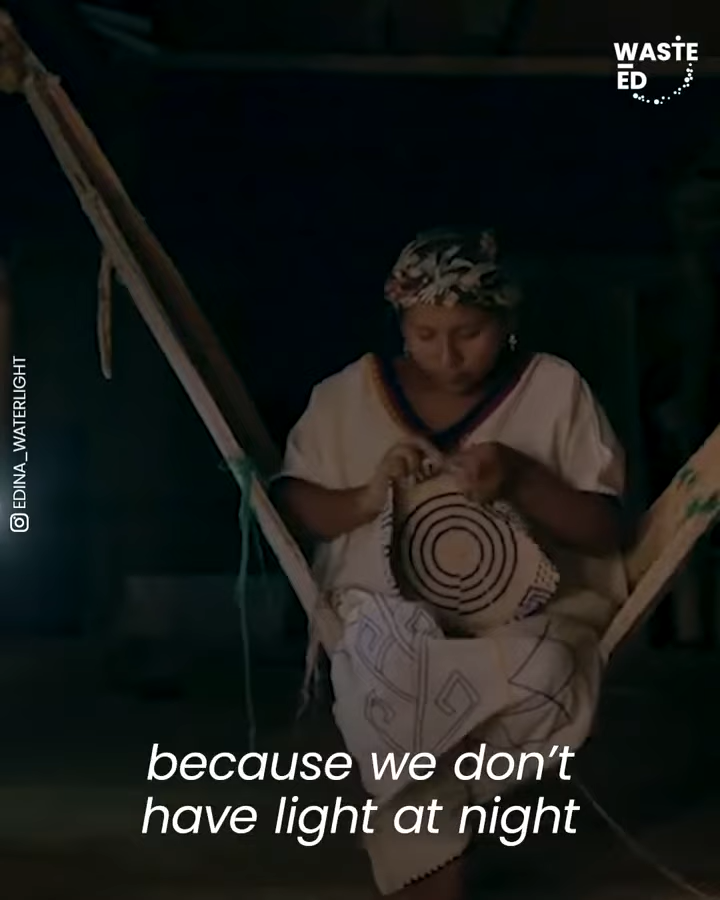 WASTE
ED
EDINA_WATERLIGHT
because we don't
have light at night